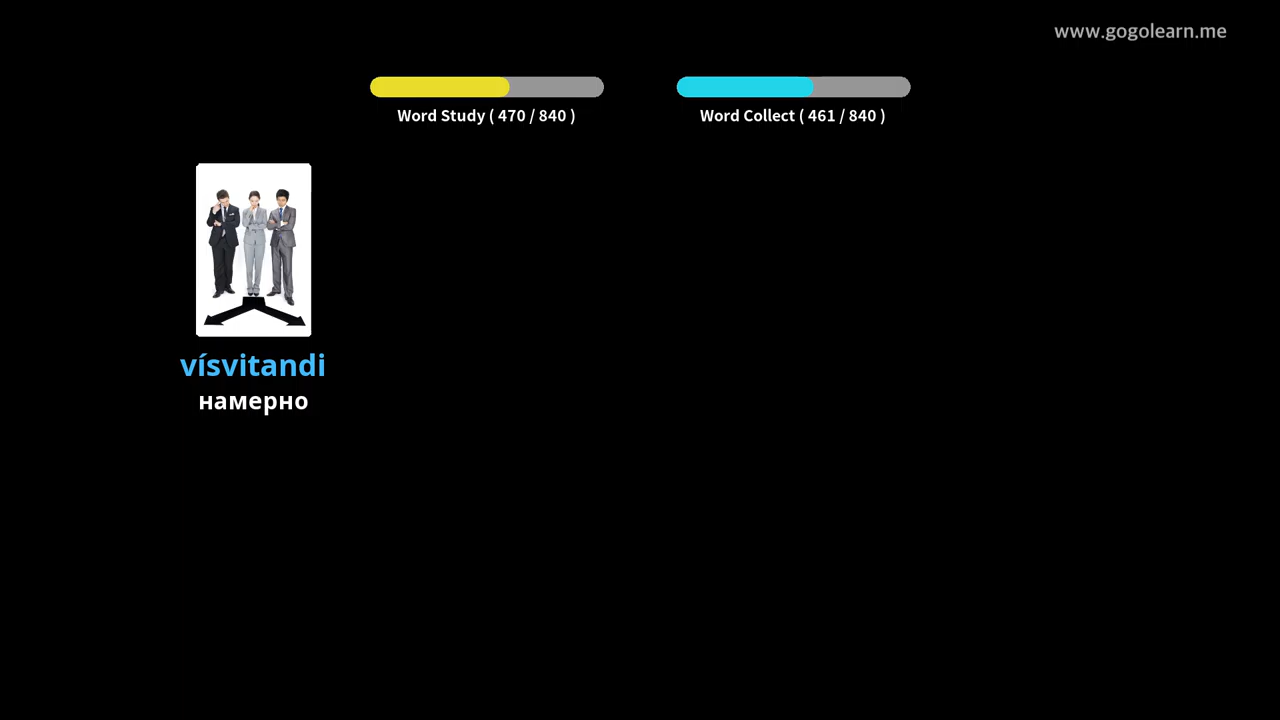 www.gogolearn.me
Word Study ( 470 / 840 )
Word Collect ( 461 / 840 )
vísvitandi
намерно